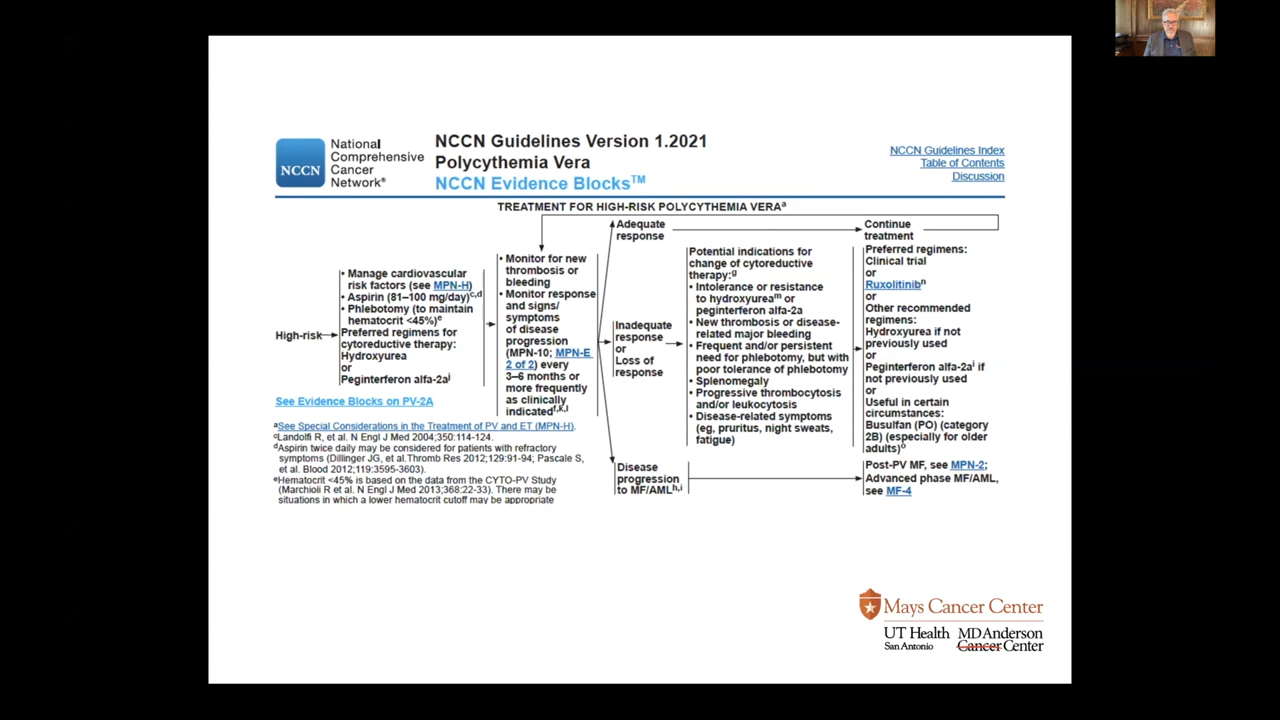 NCCN
National
Comprehensive
Cancer
Network®
NCCN Guidelines Version 1.2021
Polycythemia Vera
NCCN Evidence Blocks™
NCCN Guidelines Index
Table of Contents
Discussion
TREATMENT FOR HIGH-RISK POLYCYTHEMIA VERAᵃ
High-risk
• Manage cardiovascular
risk factors (see MPN-H)
• Aspirin (81–100 mg/day)ᶜ,ᵈ
• Phlebotomy (to maintain
hematocrit <45%)ᵉ
Preferred regimens for
cytoreductive therapy:
Hydroxyurea
or
Peginterferon alfa-2aʲ
• Monitor for new
thrombosis or
bleeding
• Monitor response
and signs/
symptoms
of disease
progression
(MPN-10; MPN-E
2 of 2) every
3–6 months or
more frequently
as clinically
indicatedᶠ,ᵏ,ˡ
Adequate
response
Continue
treatment
Inadequate
response
or
Loss of
response
Potential indications for
change of cytoreductive
therapy:ᵍ
• Intolerance or resistance
to hydroxyureaᵐ or
peginterferon alfa-2a
• New thrombosis or disease-
related major bleeding
• Frequent and/or persistent
need for phlebotomy, but with
poor tolerance of phlebotomy
• Splenomegaly
• Progressive thrombocytosis
and/or leukocytosis
• Disease-related symptoms
(eg, pruritus, night sweats,
fatigue)
Preferred regimens:
Clinical trial
or
Ruxolitinibⁿ
or
Other recommended
regimens:
Hydroxyurea if not
previously used
or
Peginterferon alfa-2aʲ if
not previously used
or
Useful in certain
circumstances:
Busulfan (PO) (category
2B) (especially for older
adults)ᵒ
Disease
progression
to MF/AMLʰ,ⁱ
Post-PV MF, see MPN-2;
Advanced phase MF/AML,
see MF-4
See Evidence Blocks on PV-2A
ᵃSee Special Considerations in the Treatment of PV and ET (MPN-H).
ᶜLandolfi R, et al. N Engl J Med 2004;350:114-124.
ᵈAspirin twice daily may be considered for patients with refractory
symptoms (Dillinger JG, et al.Thromb Res 2012;129:91-94; Pascale S,
et al. Blood 2012;119:3595-3603).
ᵉHematocrit <45% is based on the data from the CYTO-PV Study
(Marchioli R et al. N Engl J Med 2013;368:22-33). There may be
situations in which a lower hematocrit cutoff may be appropriate
Mays Cancer Center
UT Health
San Antonio
MD Anderson
Cancer Center